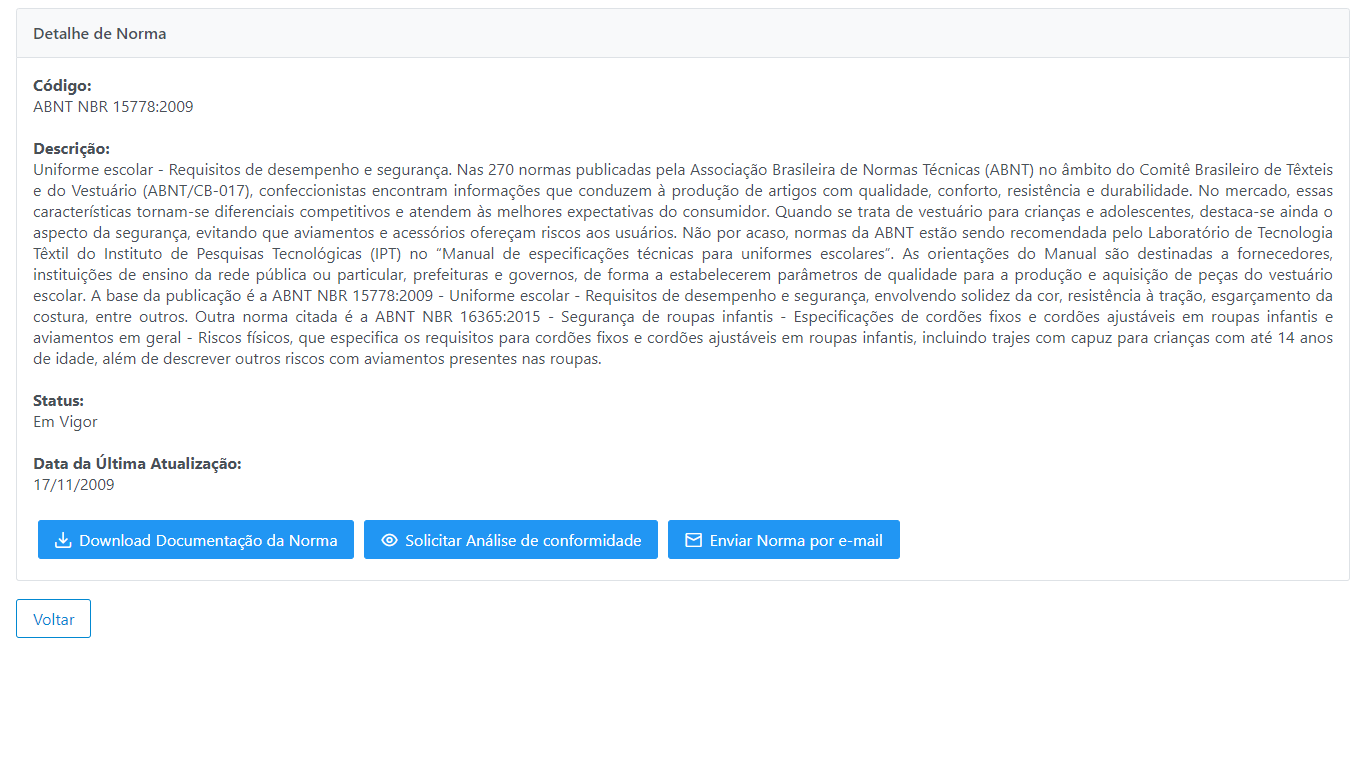 Detalhe de Norma
Código:
ABNT NBR 15778:2009
Descrição:
Uniforme escolar - Requisitos de desempenho e segurança. Nas 270 normas publicadas pela Associação Brasileira de Normas Técnicas (ABNT) no âmbito do Comitê Brasileiro de Têxteis
e do Vestuário (ABNT/CB-017), confeccionistas encontram informações que conduzem à produção de artigos com qualidade, conforto, resistência e durabilidade. No mercado, essas
características tornam-se diferenciais competitivos e atendem às melhores expectativas do consumidor. Quando se trata de vestuário para crianças e adolescentes, destaca-se ainda o
aspecto da segurança, evitando que aviamentos e acessórios ofereçam riscos aos usuários. Não por acaso, normas da ABNT estão sendo recomendada pelo Laboratório de Tecnologia
Têxtil do Instituto de Pesquisas Tecnológicas (IPT) no “Manual de especificações técnicas para uniformes escolares”. As orientações do Manual são destinadas a fornecedores,
instituições de ensino da rede pública ou particular, prefeituras e governos, de forma a estabelecerem parâmetros de qualidade para a produção e aquisição de peças do vestuário
escolar. A base da publicação é a ABNT NBR 15778:2009 - Uniforme escolar - Requisitos de desempenho e segurança, envolvendo solidez da cor, resistência à tração, esgarçamento da
costura, entre outros. Outra norma citada é a ABNT NBR 16365:2015 - Segurança de roupas infantis - Especificações de cordões fixos e cordões ajustáveis em roupas infantis e
aviamentos em geral - Riscos físicos, que especifica os requisitos para cordões fixos e cordões ajustáveis em roupas infantis, incluindo trajes com capuz para crianças com até 14 anos
de idade, além de descrever outros riscos com aviamentos presentes nas roupas.
Status:
Em Vigor
Data da Última Atualização:
17/11/2009
Download Documentação da Norma Solicitar Análise de conformidade Enviar Norma por e-mail
Voltar